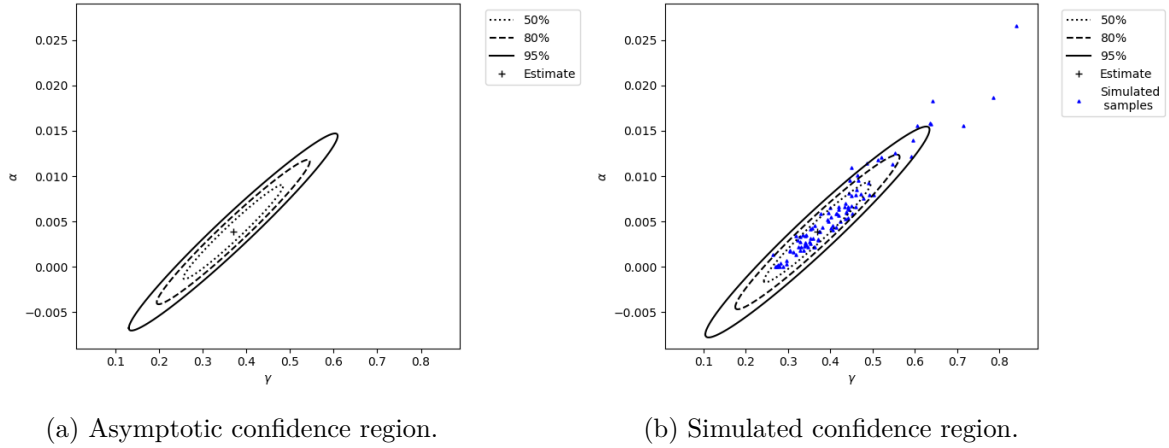 0.025
0.020
0.015
0.010
0.005
0.000
−0.005
α
0.1 0.2 0.3 0.4 0.5 0.6 0.7 0.8
γ
50%
80%
95%
Estimate
(a) Asymptotic confidence region.
0.025
0.020
0.015
0.010
0.005
0.000
−0.005
α
0.1 0.2 0.3 0.4 0.5 0.6 0.7 0.8
γ
50%
80%
95%
Estimate
Simulated
samples
(b) Simulated confidence region.